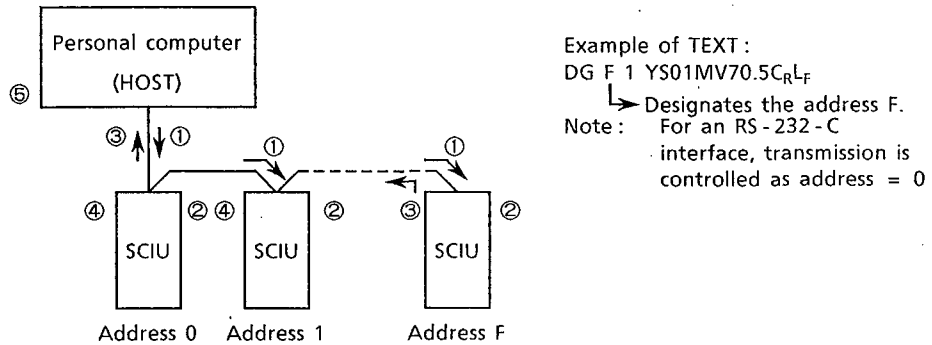 Personal computer
(HOST)
⑤
③ ①
① ①
③
④ ② ④ ② ②
SCIU SCIU SCIU
Address 0 Address 1 Address F
Example of TEXT :
DG F 1 YS01MV70.5CRLF
Designates the address F.
Note : For an RS-232-C
interface, transmission is
controlled as address = 0